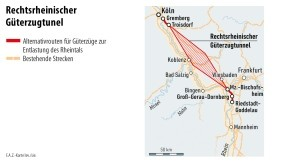 Rechtsrheinischer
Güterzugtunnel
Alternativrouten für Güterzüge zur
Entlastung des Rheintals
Bestehende Strecken
Köln
Gremberg
Troisdorf
Rechtsrheinischer
Güterzugtunnel
Koblenz
Bad Salzig
Wiesbaden
Frankfurt
Bingen
Mz.-Bischofs-
heim
Groß-Gerau-Dornberg
Riedstadt-
Goddelau
Mannheim
Rhein
50 km